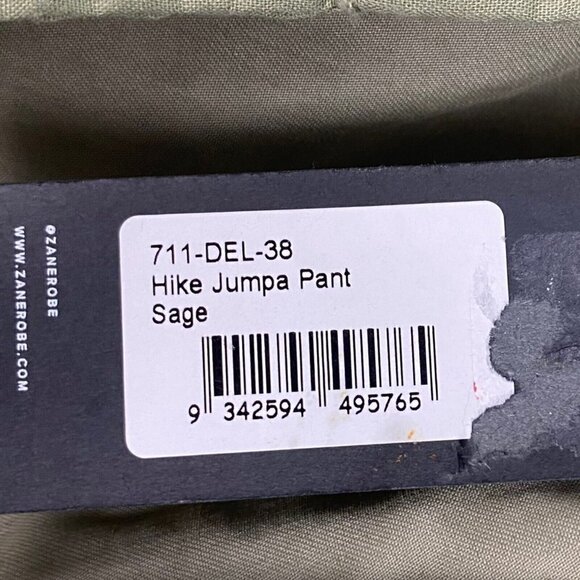 @ZANEROBE
WWW.ZANEROBE.COM
711-DEL-38
Hike Jumpa Pant
Sage
9 342594 495765